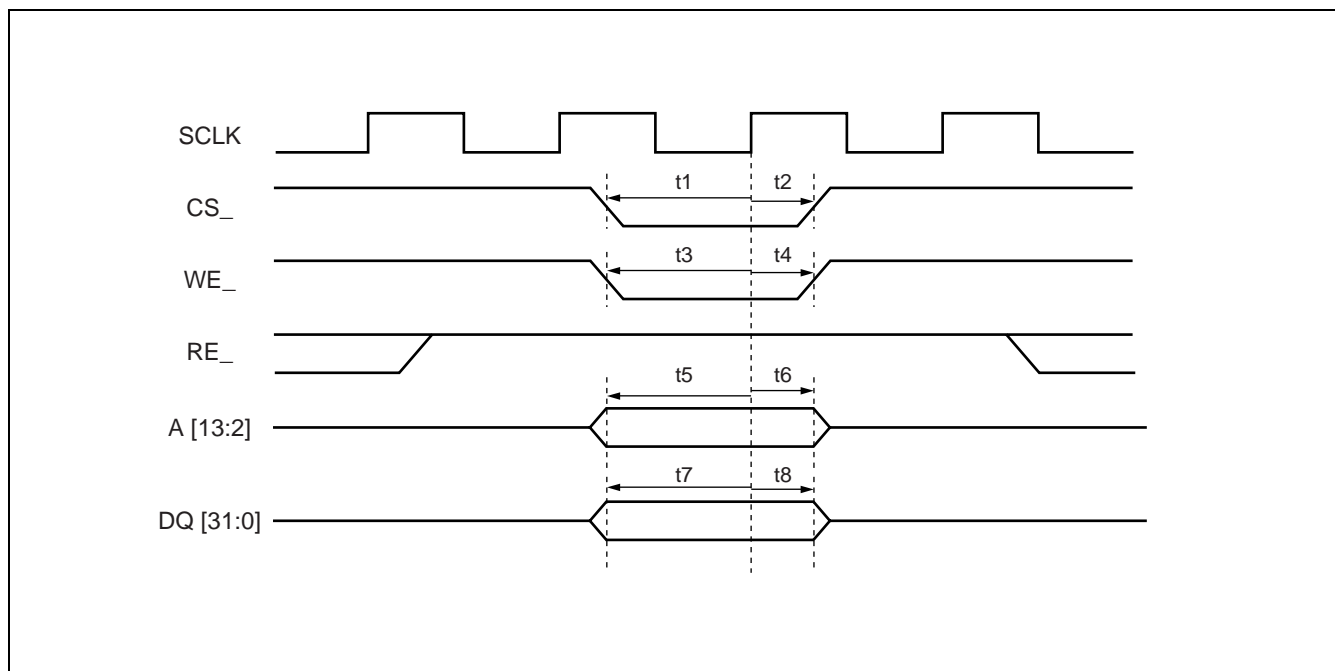 SCLK
t1 t2
CS_
t3 t4
WE_
RE_
t5 t6
A [13:2]
t7 t8
DQ [31:0]